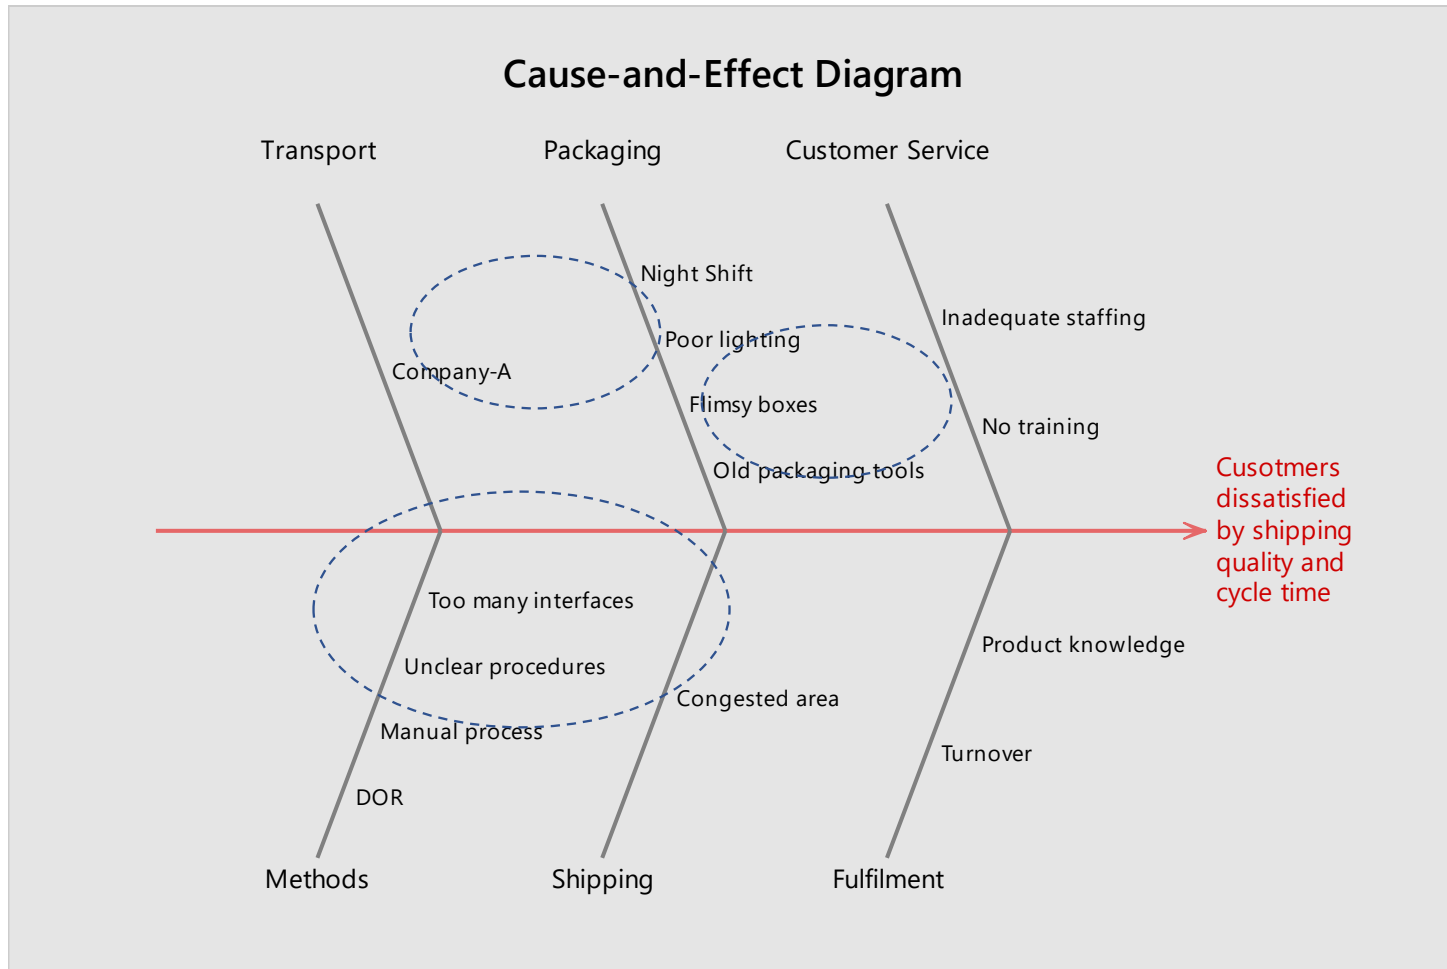 Cause-and-Effect Diagram
Transport
Packaging
Customer Service
Night Shift
Inadequate staffing
Poor lighting
Company-A
Flimsy boxes
No training
Old packaging tools
Cusotmers
dissatisfied
by shipping
quality and
cycle time
Too many interfaces
Product knowledge
Unclear procedures
Congested area
Manual process
Turnover
DOR
Methods
Shipping
Fulfilment